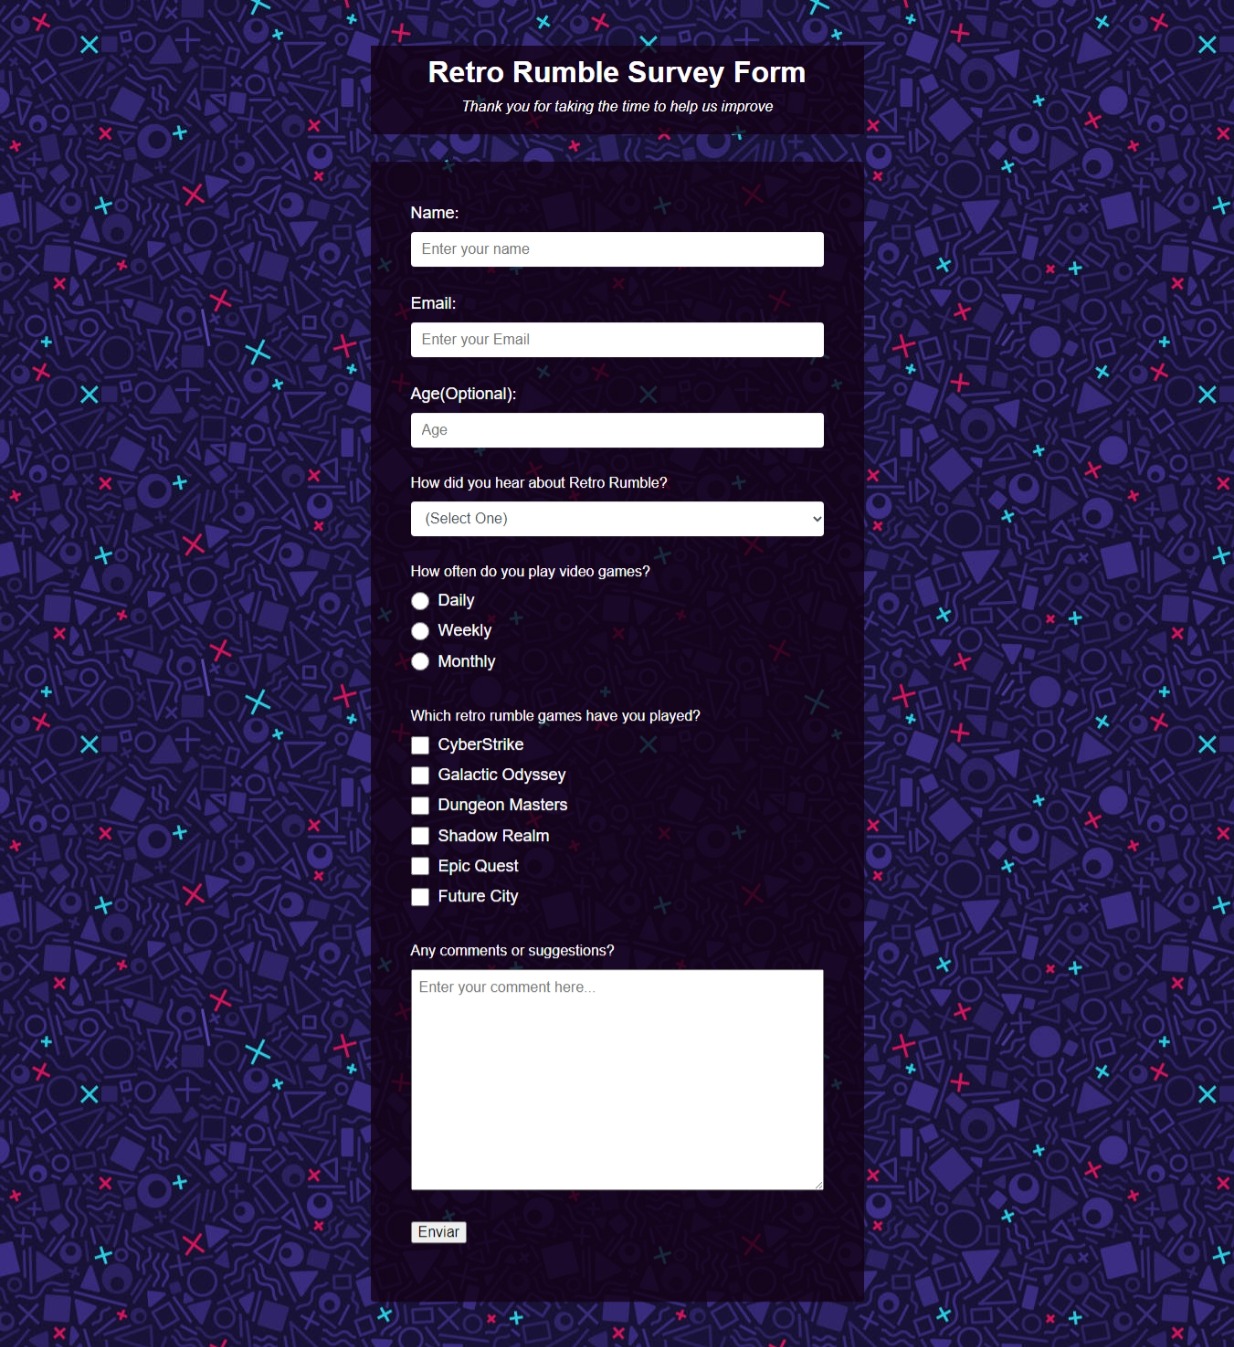 Retro Rumble Survey Form
Thank you for taking the time to help us improve
Name:
Enter your name
Email:
Enter your Email
Age(Optional):
Age
How did you hear about Retro Rumble?
(Select One)
How often do you play video games?
Daily
Weekly
Monthly
Which retro rumble games have you played?
CyberStrike
Galactic Odyssey
Dungeon Masters
Shadow Realm
Epic Quest
Future City
Any comments or suggestions?
Enter your comment here...
Enviar